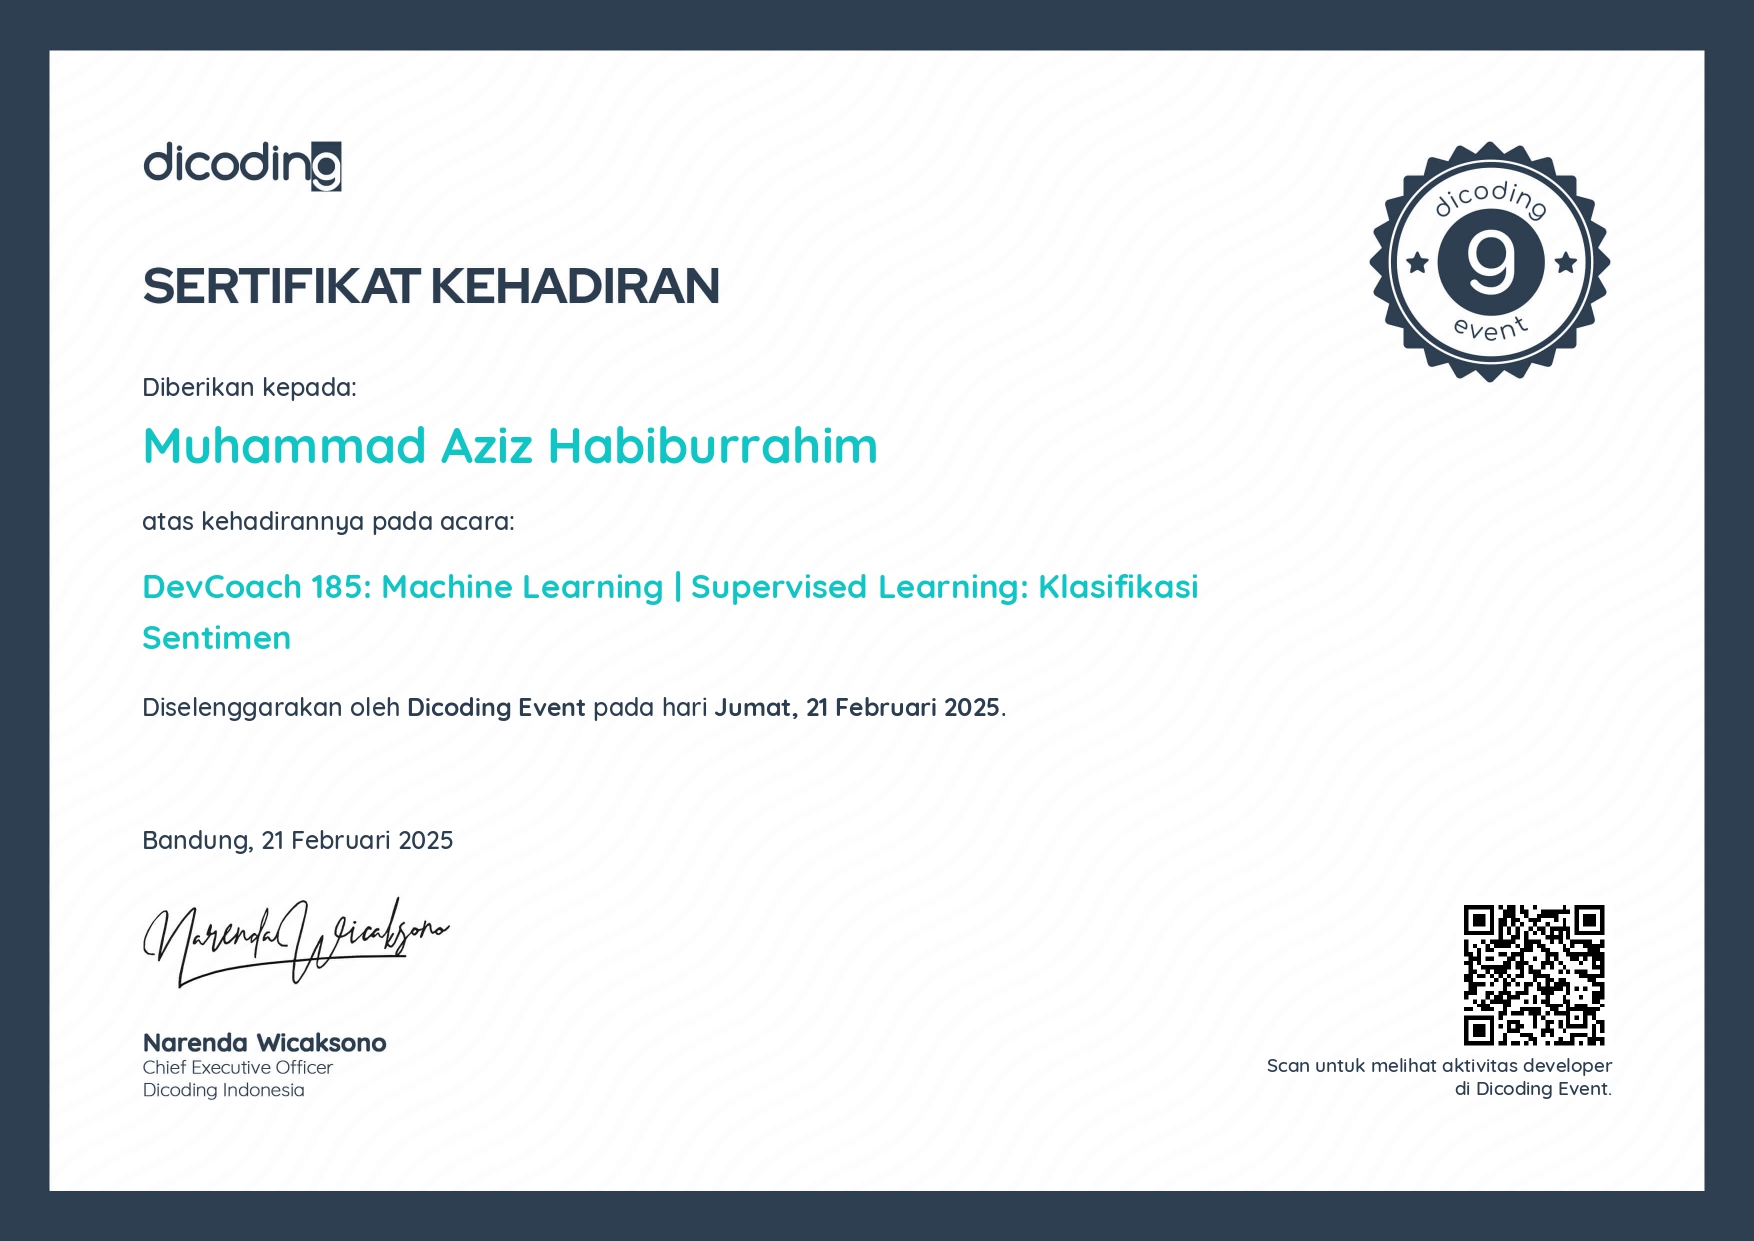 dicoding
dicoding
g
event
SERTIFIKAT KEHADIRAN
Diberikan kepada:
Muhammad Aziz Habiburrahim
atas kehadirannya pada acara:
DevCoach 185: Machine Learning | Supervised Learning: Klasifikasi
Sentimen
Diselenggarakan oleh Dicoding Event pada hari Jumat, 21 Februari 2025.
Bandung, 21 Februari 2025
Narenda Wicaksono
Narenda Wicaksono
Chief Executive Officer
Dicoding Indonesia
Scan untuk melihat aktivitas developer
di Dicoding Event.